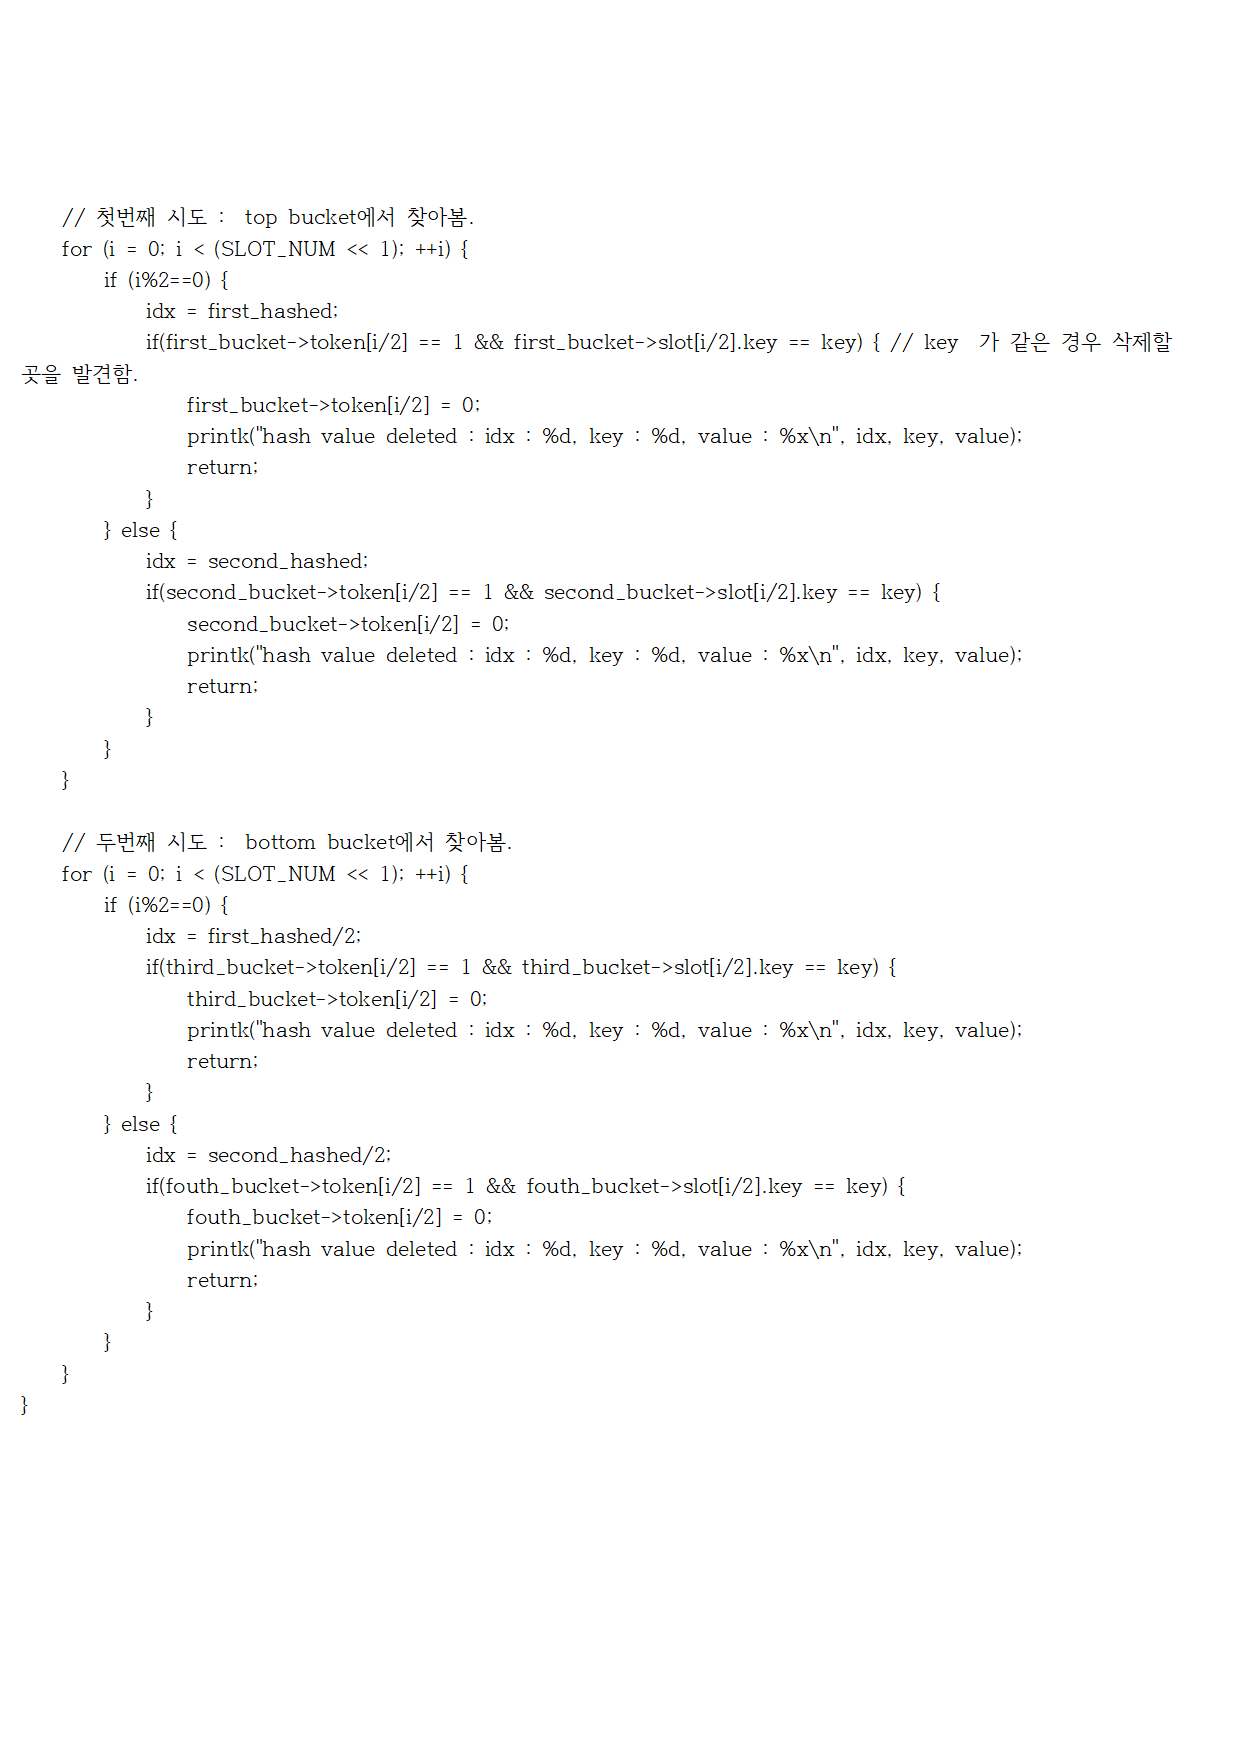 // 첫번째 시도 : top bucket에서 찾아봄.
for (i = 0; i < (SLOT_NUM << 1); ++i) {
if (i%2==0) {
idx = first_hashed;
if(first_bucket->token[i/2] == 1 && first_bucket->slot[i/2].key == key) { // key 가 같은 경우 삭제할
곳을 발견함.
first_bucket->token[i/2] = 0;
printk("hash value deleted : idx : %d, key : %d, value : %x\n", idx, key, value);
return;
}
} else {
idx = second_hashed;
if(second_bucket->token[i/2] == 1 && second_bucket->slot[i/2].key == key) {
second_bucket->token[i/2] = 0;
printk("hash value deleted : idx : %d, key : %d, value : %x\n", idx, key, value);
return;
}
}
}
// 두번째 시도 : bottom bucket에서 찾아봄.
for (i = 0; i < (SLOT_NUM << 1); ++i) {
if (i%2==0) {
idx = first_hashed/2;
if(third_bucket->token[i/2] == 1 && third_bucket->slot[i/2].key == key) {
third_bucket->token[i/2] = 0;
printk("hash value deleted : idx : %d, key : %d, value : %x\n", idx, key, value);
return;
}
} else {
idx = second_hashed/2;
if(fouth_bucket->token[i/2] == 1 && fouth_bucket->slot[i/2].key == key) {
fouth_bucket->token[i/2] = 0;
printk("hash value deleted : idx : %d, key : %d, value : %x\n", idx, key, value);
return;
}
}
}
}